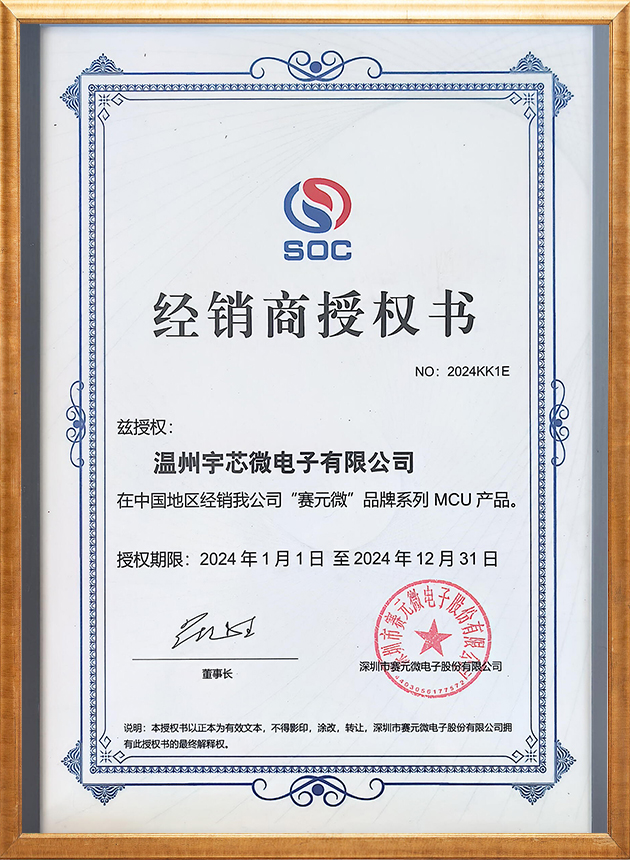 SOC
经销商授权书
NO: 2024KK1E
兹授权：
温州宇芯微电子有限公司
在中国地区经销我公司“赛元微”品牌系列 MCU 产品。
授权期限：2024 年 1 月 1 日 至 2024 年 12 月 31 日
董事长
深圳市赛元微电子股份有限公司
深圳市赛元微电子股份有限公司
说明：本授权书以正本为有效文本，不得影印，涂改，转让，深圳市赛元微电子股份有限公司拥
有此授权书的最终解释权。